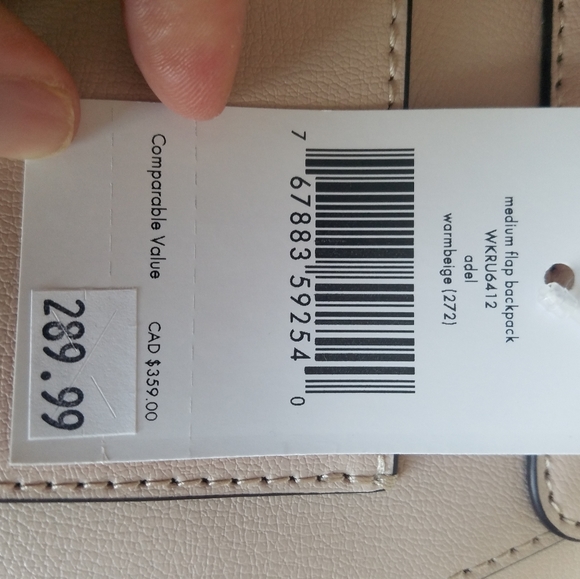 medium flap backpack
WKRU6412
adel
warmbeige (272)
7 67883 59254 0
Comparable Value CAD $359.00
289.99